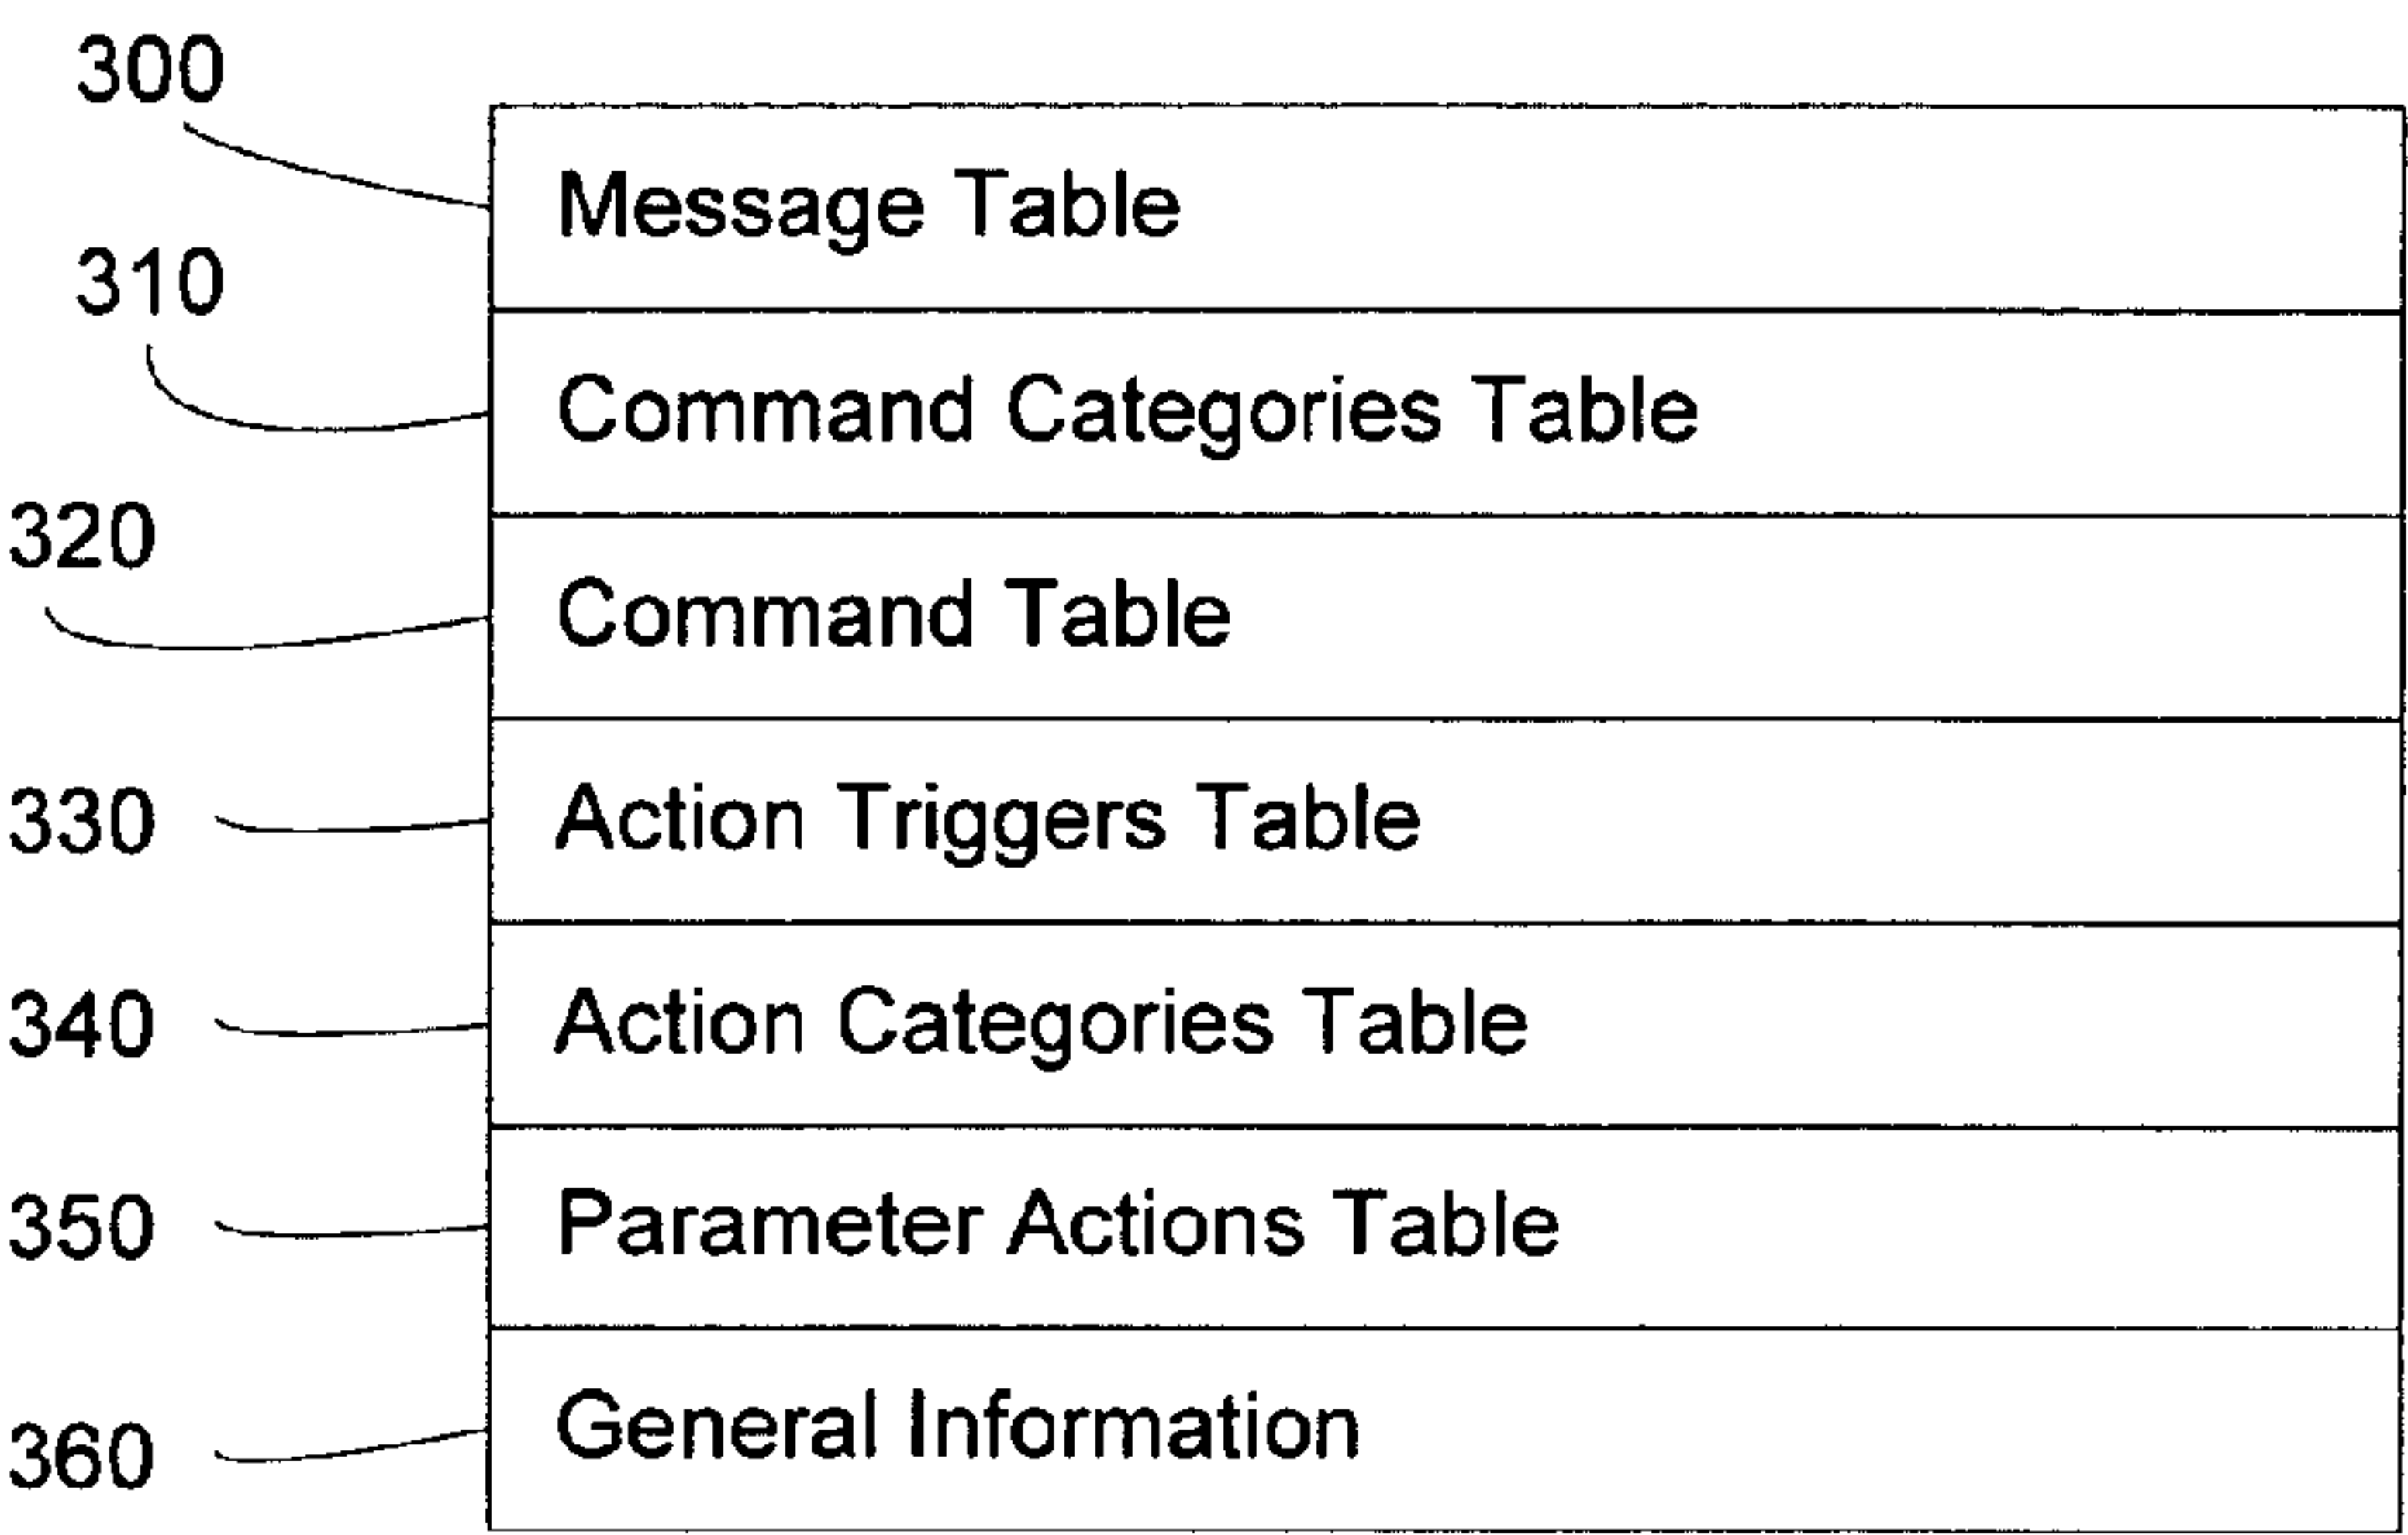 300
Message Table
310
Command Categories Table
320
Command Table
330
Action Triggers Table
340
Action Categories Table
350
Parameter Actions Table
360
General Information